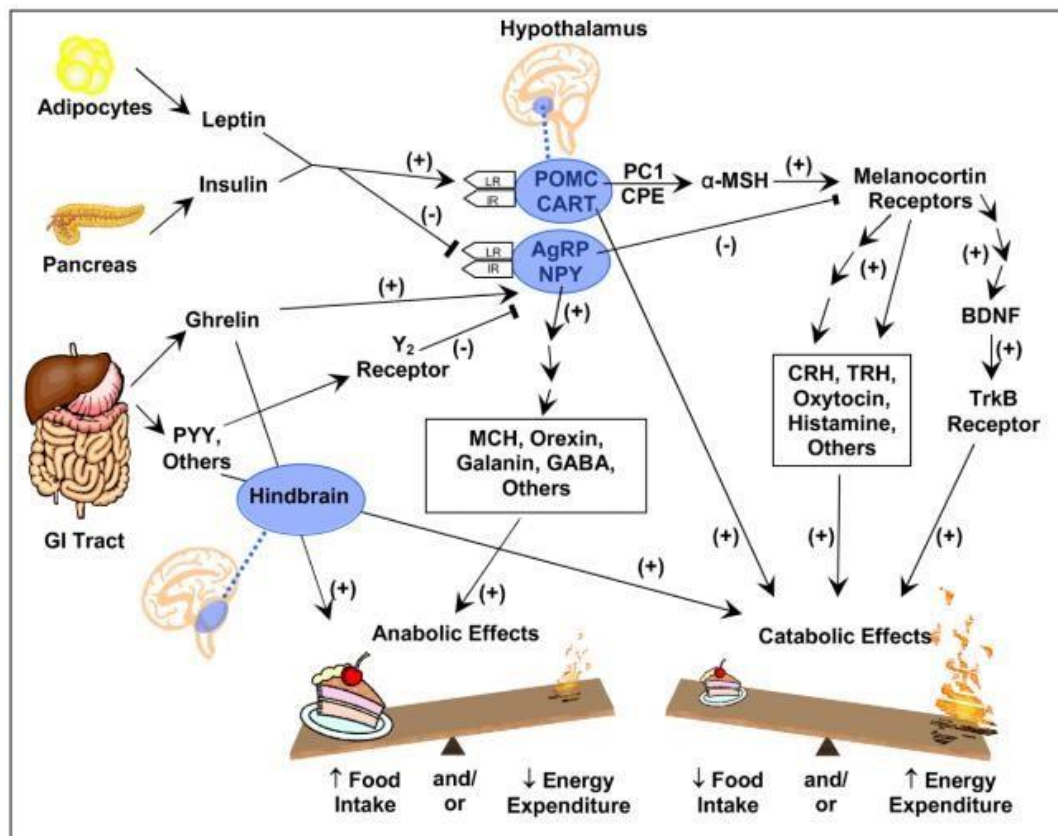 Hypothalamus
Adipocytes
Leptin
Insulin
Pancreas
(+)
(-)
LR
IR
POMC
CART
PC1
CPE
α-MSH
(+)
Melanocortin
Receptors
LR
IR
AgRP
NPY
(-)
(+)
Ghrelin
(+)
Y₂
Receptor
(-)
(+)
(+)
BDNF
(+)
TrkB
Receptor
PYY,
Others
GI Tract
Hindbrain
MCH, Orexin,
Galanin, GABA,
Others
CRH, TRH,
Oxytocin,
Histamine,
Others
(+)
(+)
(+)
(+)
(+)
(+)
Anabolic Effects
Catabolic Effects
↑ Food
Intake
and/
or
↓ Energy
Expenditure
↓ Food
Intake
and/
or
↑ Energy
Expenditure